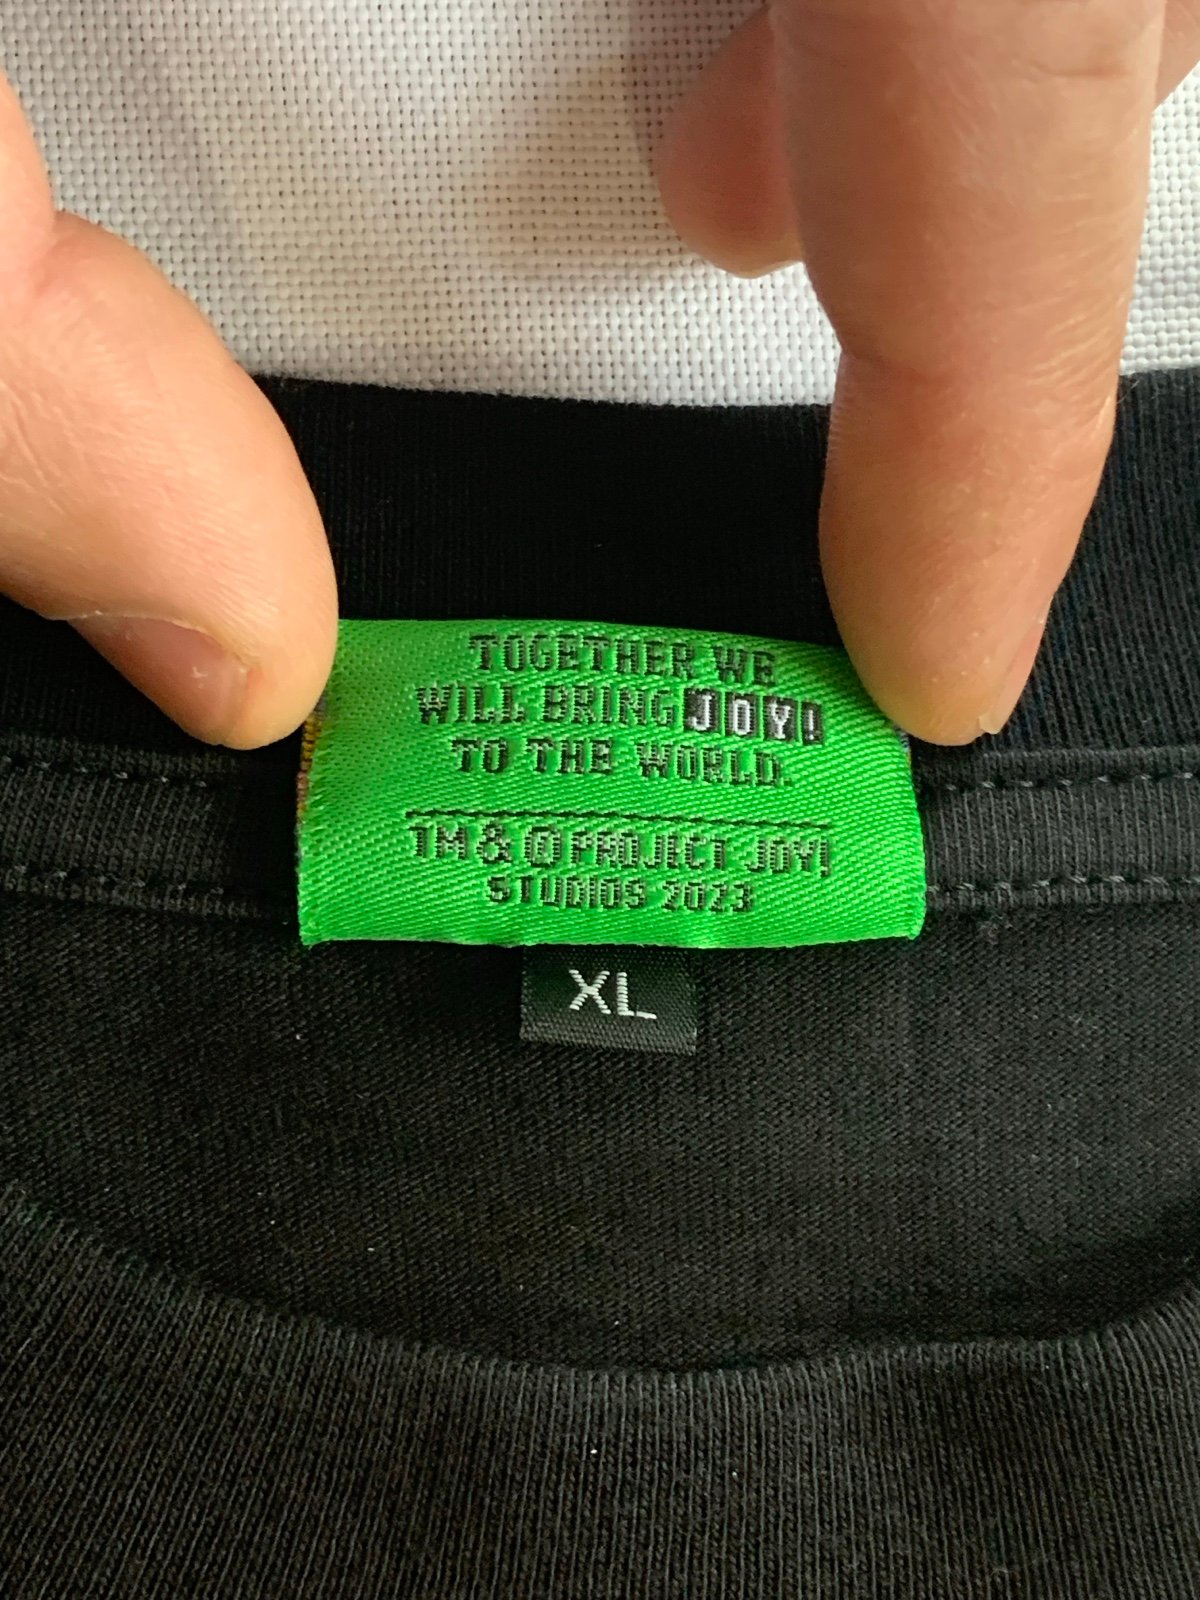 TOGETHER WE
WILL BRING JOY!
TO THE WORLD.
TM & © PROJECT JOY!
STUDIOS 2023
XL